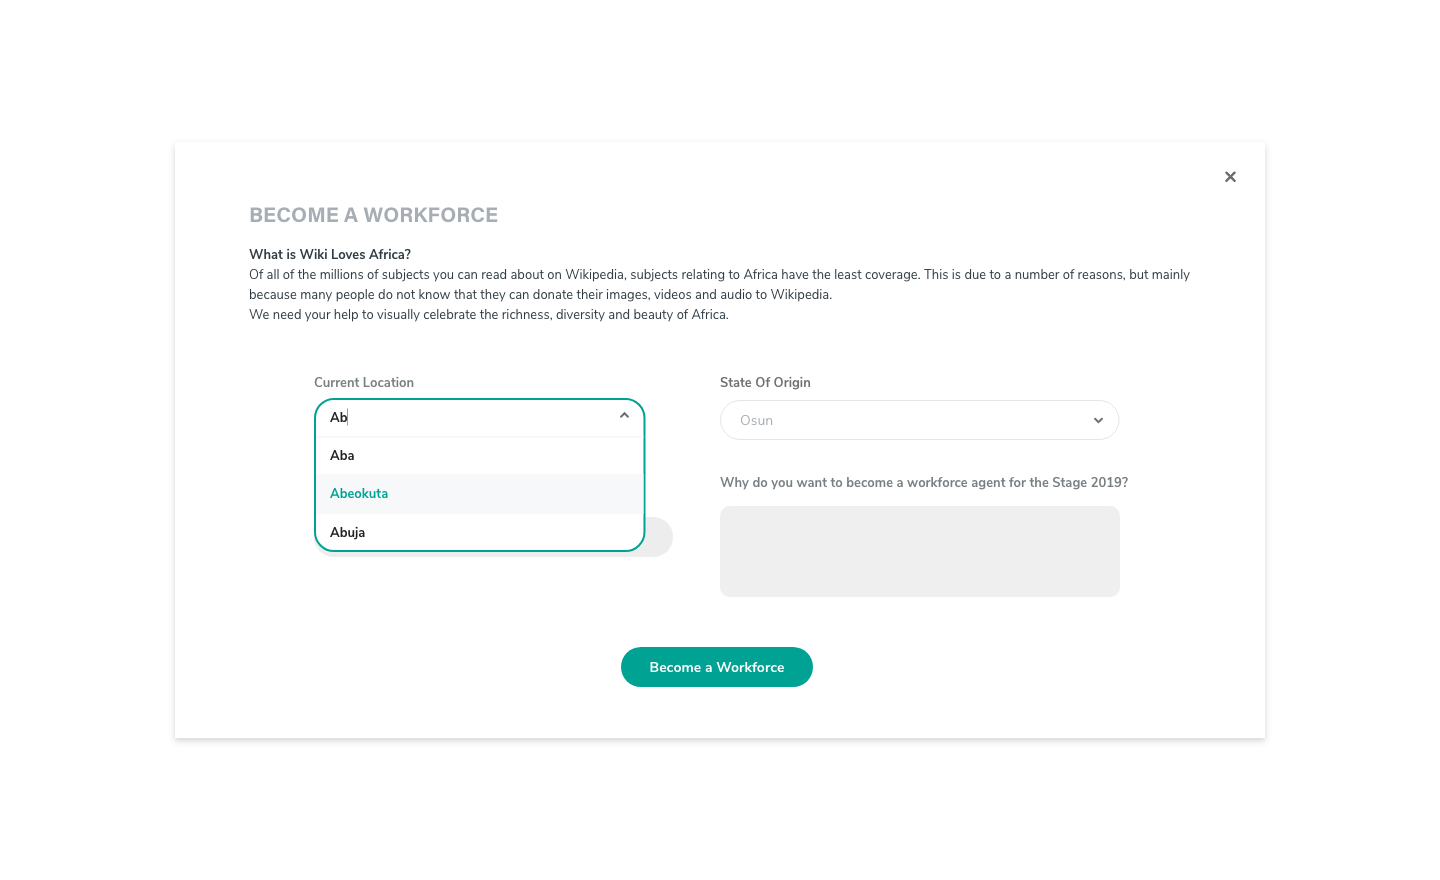 BECOME A WORKFORCE
What is Wiki Loves Africa?
Of all of the millions of subjects you can read about on Wikipedia, subjects relating to Africa have the least coverage. This is due to a number of reasons, but mainly
because many people do not know that they can donate their images, videos and audio to Wikipedia.
We need your help to visually celebrate the richness, diversity and beauty of Africa.
Current Location
Ab
Aba
Abeokuta
Abuja
State Of Origin
Osun
Why do you want to become a workforce agent for the Stage 2019?
Become a Workforce